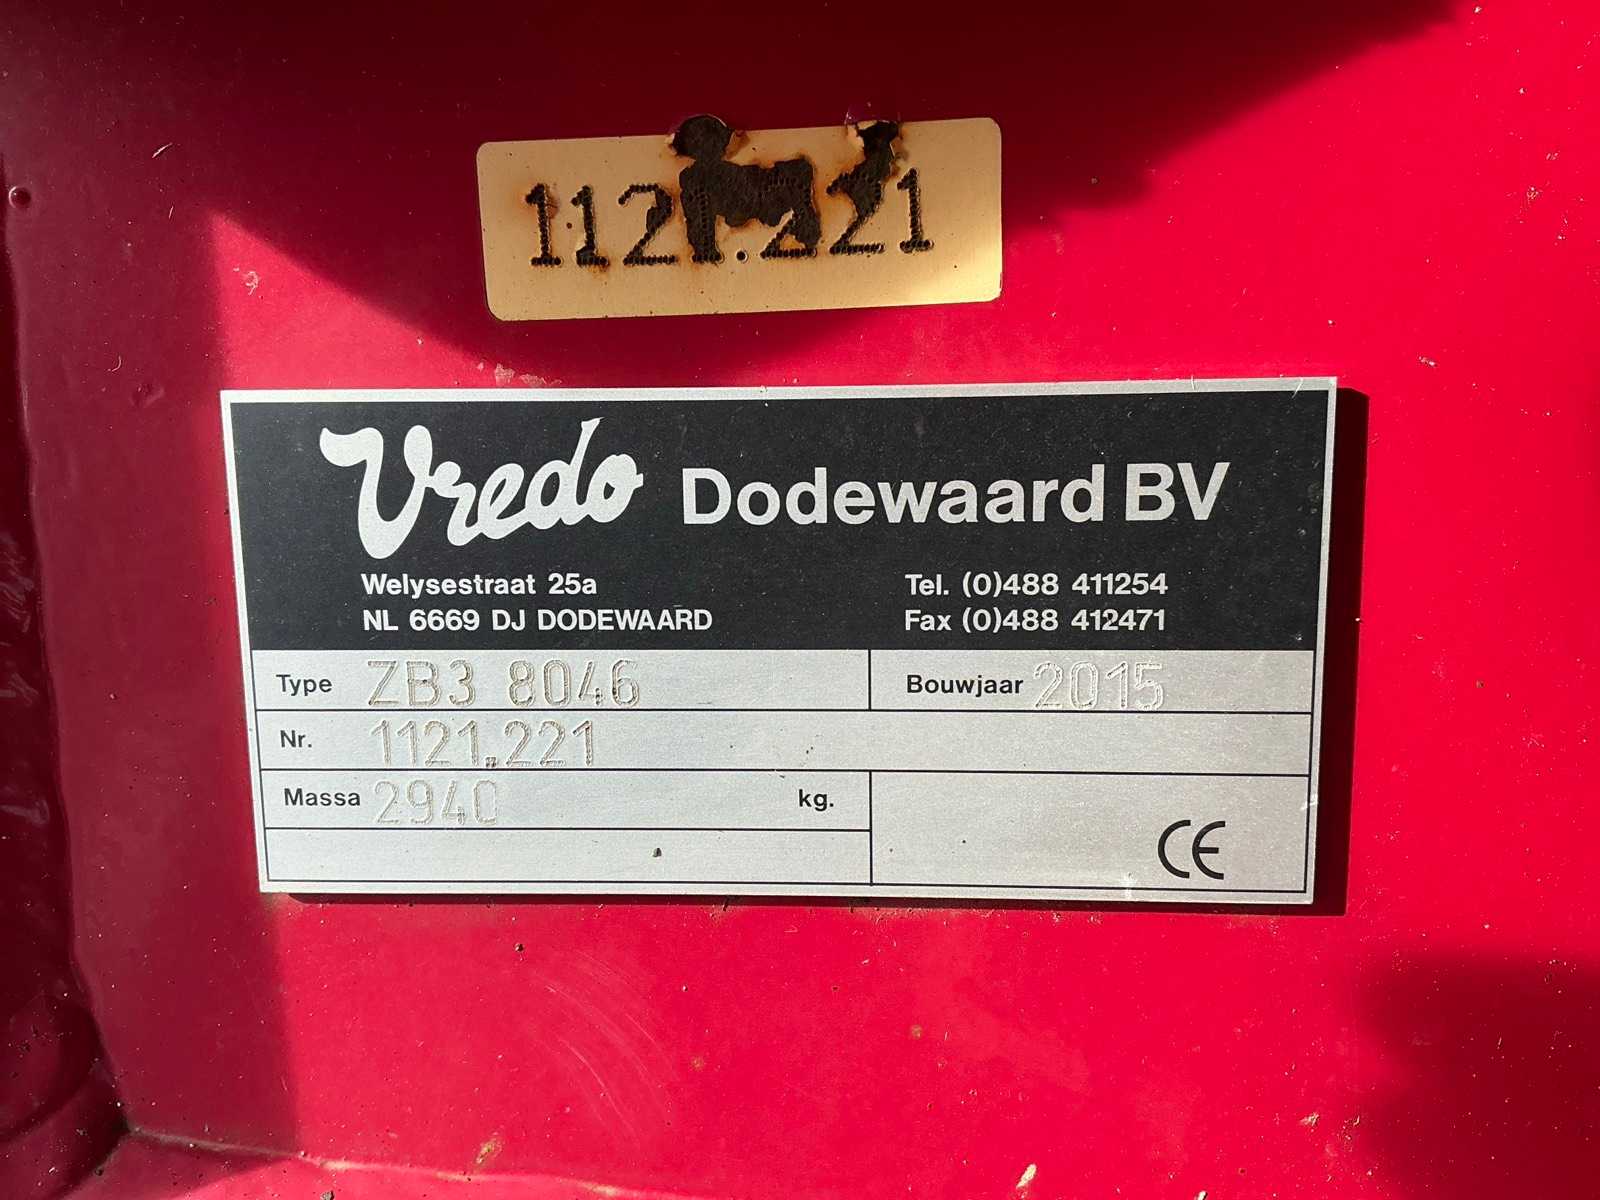 1121.221
Vredo Dodewaard BV
Welysestraat 25a
Tel. (0)488 411254
NL 6669 DJ DODEWAARD
Fax (0)488 412471
Type ZB3 8046
Bouwjaar 2015
Nr. 1121.221
Massa 2940 kg.
CE